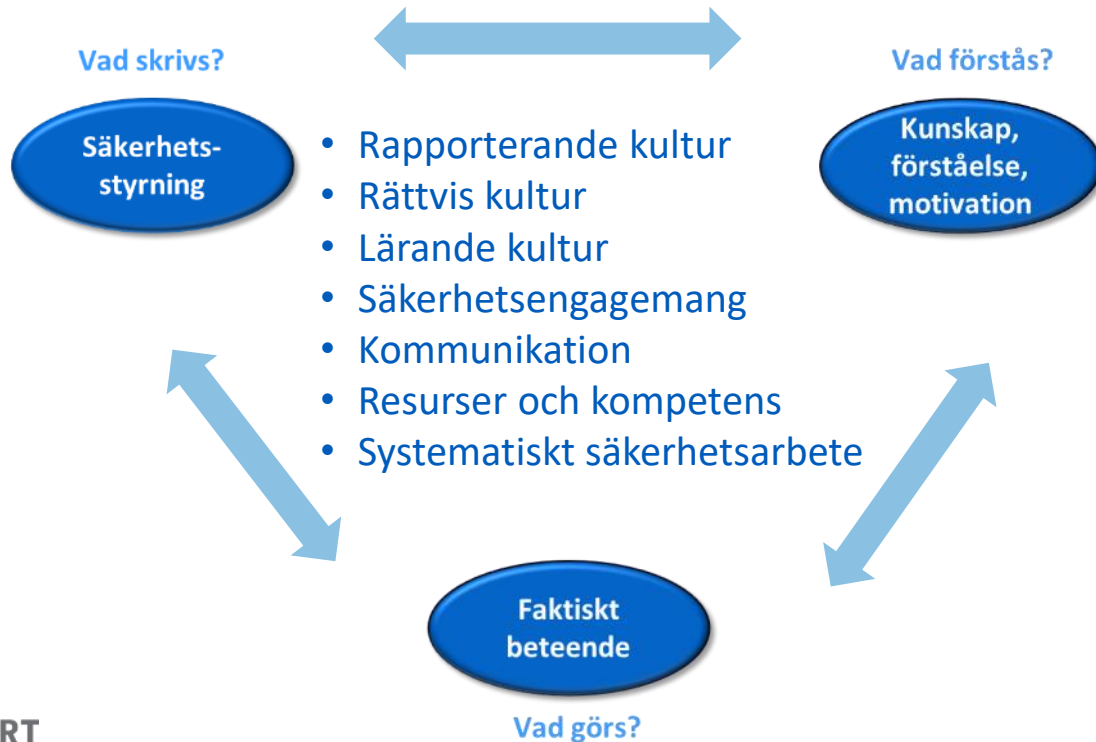 Vad skrivs?
Vad förstås?
Säkerhets-
styrning
Kunskap,
förståelse,
motivation
• Rapporterande kultur
• Rättvis kultur
• Lärande kultur
• Säkerhetsengagemang
• Kommunikation
• Resurser och kompetens
• Systematiskt säkerhetsarbete
Faktiskt
beteende
Vad görs?
RT